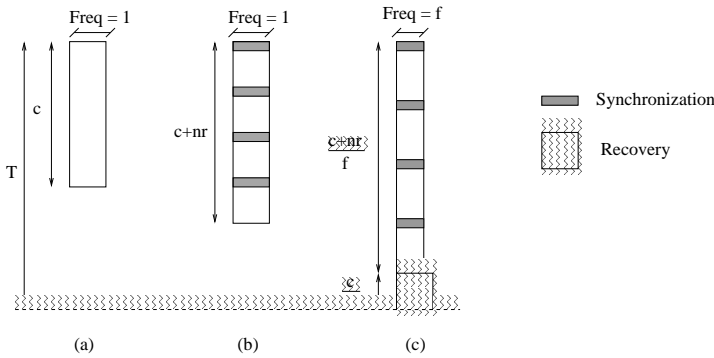 Freq = 1
Freq = 1
Freq = f
c
c+nr
c+nr
f
T
c
Synchronization
Recovery
(a)
(b)
(c)